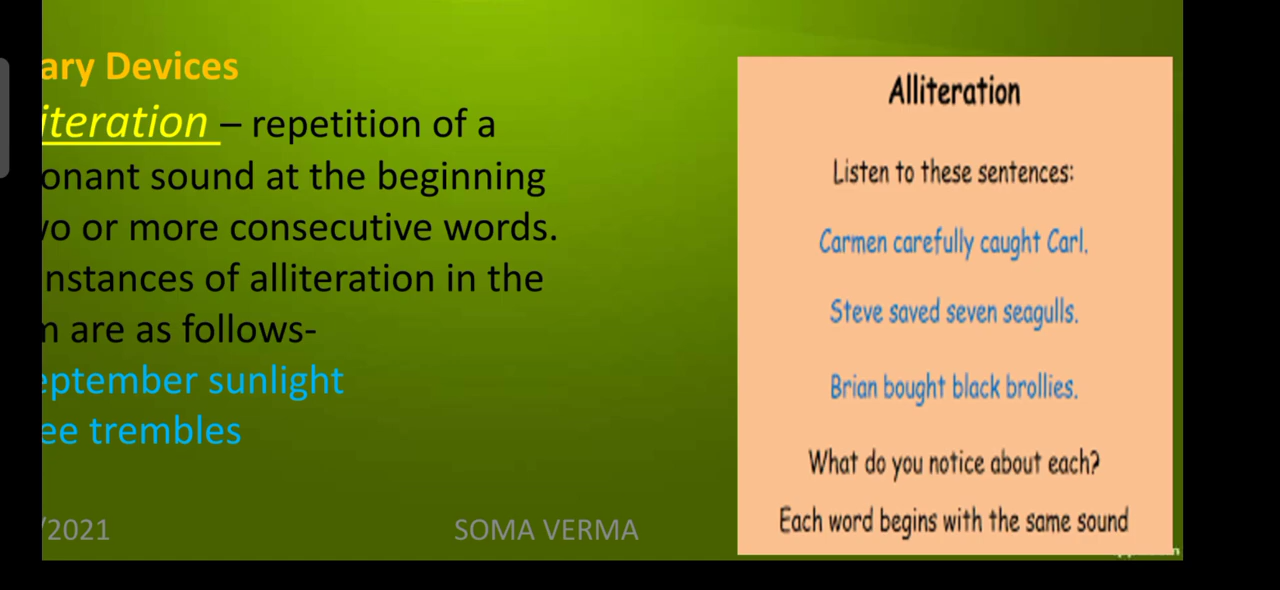 ary Devices
iteration – repetition of a
onant sound at the beginning
wo or more consecutive words.
nstances of alliteration in the
m are as follows-
eptember sunlight
ee trembles
/2021
SOMA VERMA
Alliteration
Listen to these sentences:
Carmen carefully caught Carl.
Steve saved seven seagulls.
Brian bought black brollies.
What do you notice about each?
Each word begins with the same sound